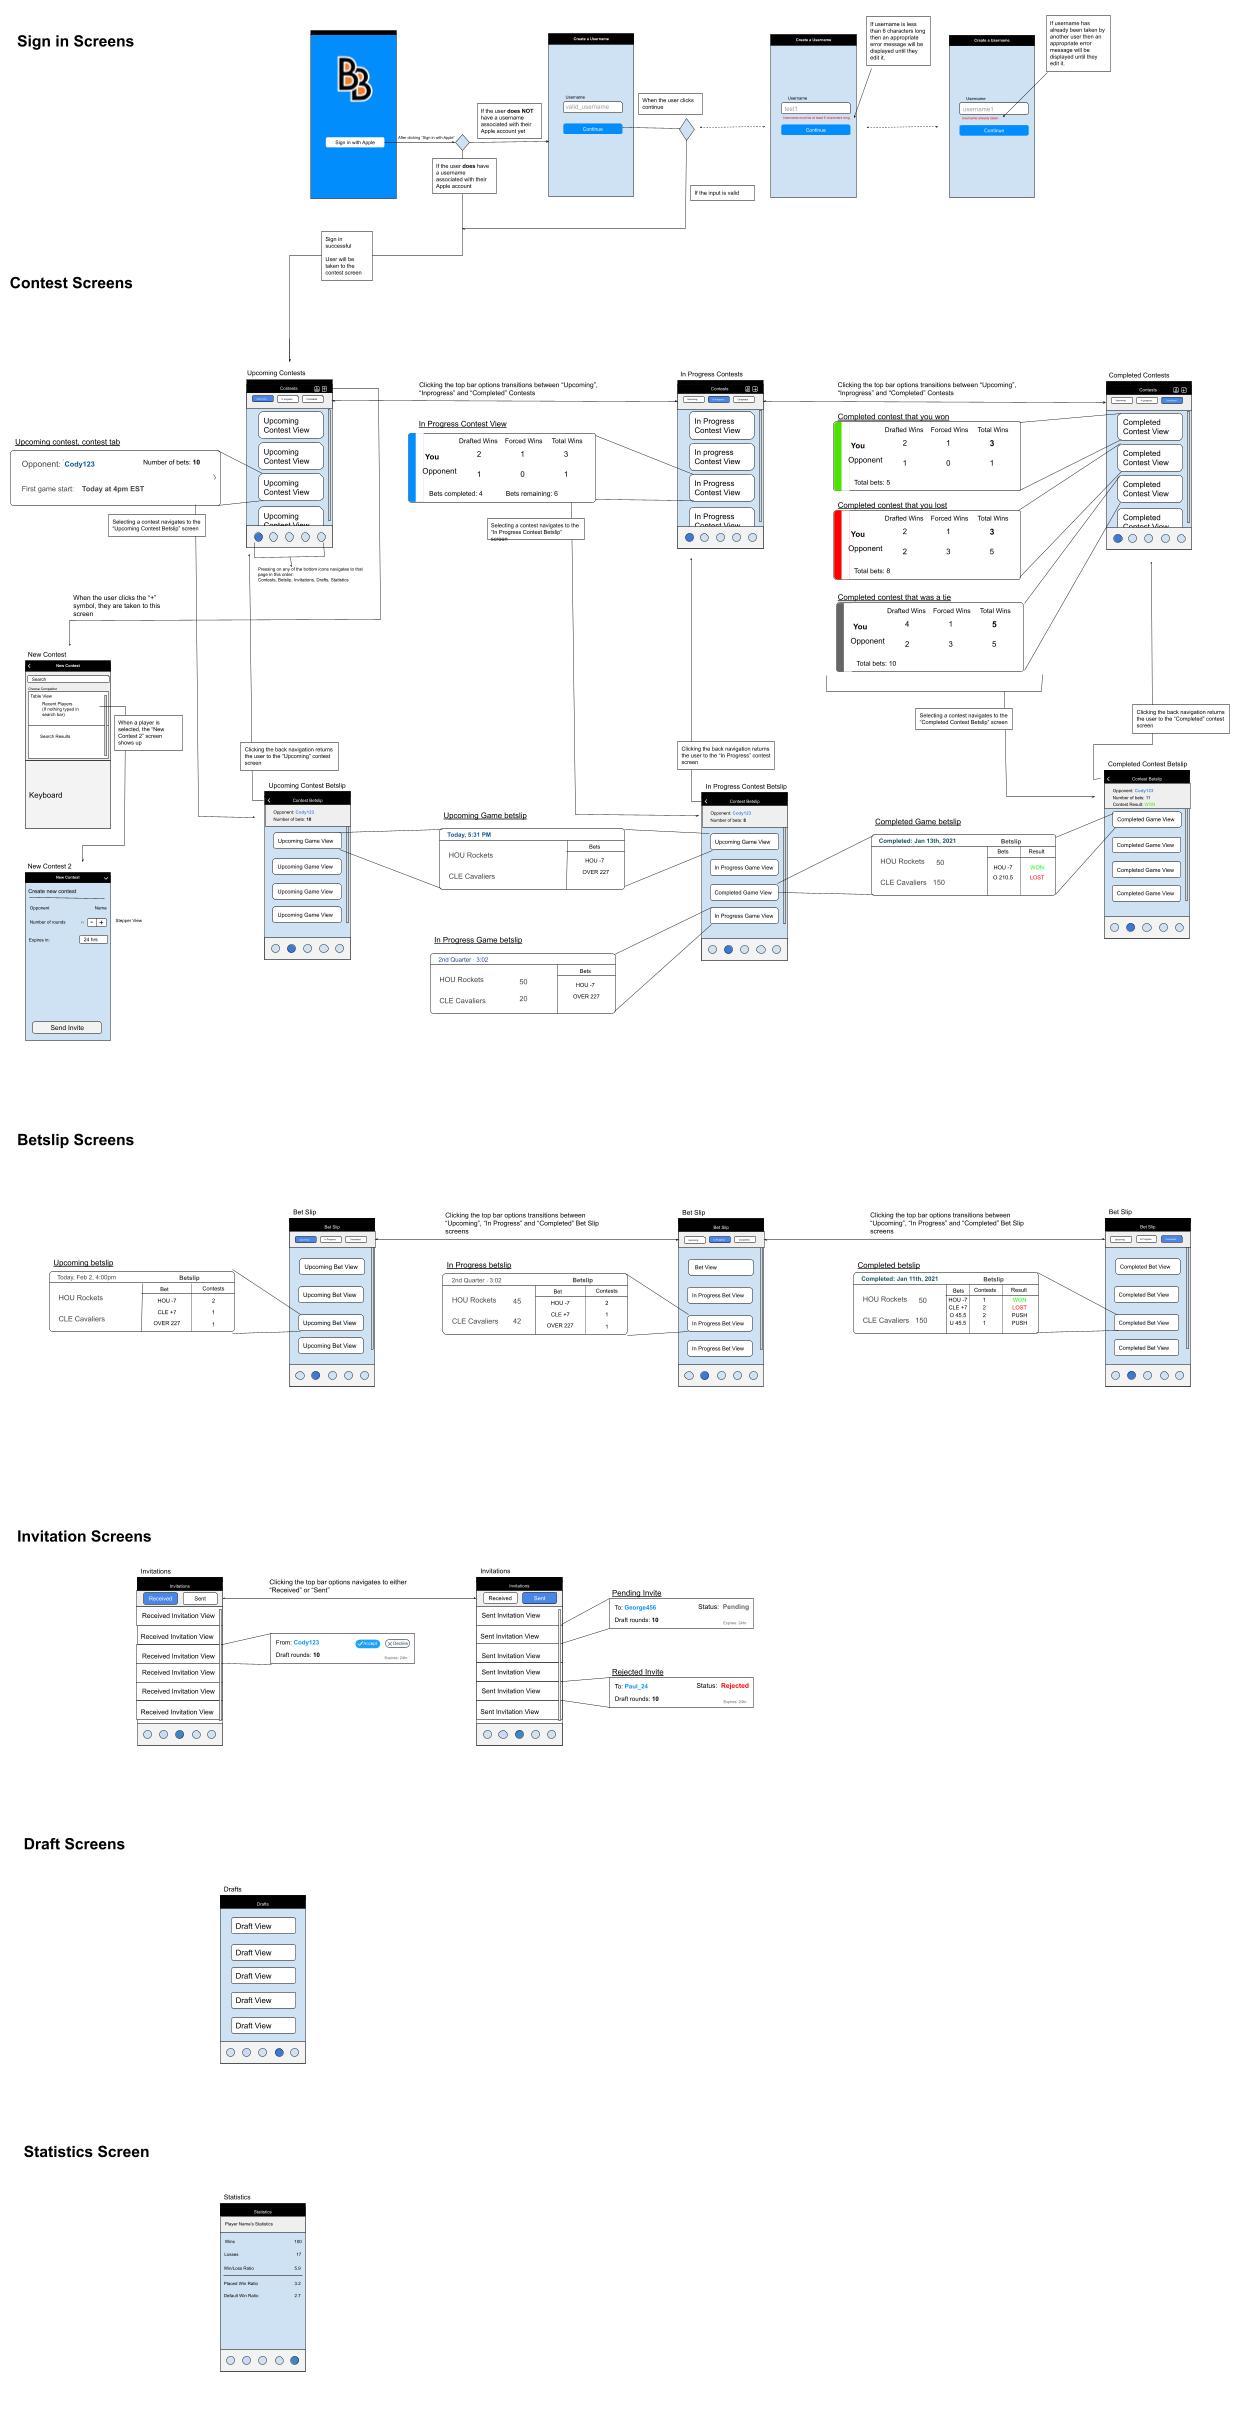 Sign in Screens
BB
Sign in with Apple
After clicking "Sign in with Apple"
If the user does NOT
have a username
associated with their
Apple account yet
If the user does have
a username
associated with their
Apple account
Create a Username
Username
valid_username
Continue
When the user clicks
continue
If the input is valid
Create a Username
Username
test1
Continue
If username is less
than 6 characters long
then an appropriate
error message will be
displayed until they
edit it.
Create a Username
Username
username1
Username already taken
Continue
If username has
already been taken by
another user then an
appropriate error
message will be
displayed until they
edit it.
Sign in
successful
User will be
taken to the
contest screen
Contest Screens
Upcoming Contests
Contests
Upcoming
In Progress
Completed
Upcoming
Contest View
Upcoming
Contest View
Upcoming
Contest View
Upcoming
Contest View
Pressing on any of the bottom icons navigates to that
page in this order:
Contests, Betslip, Invitations, Drafts, Statistics
Upcoming contest, contest tab
Opponent: Cody123
Number of bets: 10
First game start: Today at 4pm EST
Selecting a contest navigates to the
"Upcoming Contest Betslip" screen
Clicking the top bar options transitions between "Upcoming",
"Inprogress" and "Completed" Contests
In Progress Contest View
Drafted Wins Forced Wins Total Wins
You 2 1 3
Opponent 1 0 1
Bets completed: 4 Bets remaining: 6
Selecting a contest navigates to the
"In Progress Contest Betslip"
screen
In Progress Contests
Contests
Upcoming
In Progress
Completed
In Progress
Contest View
In progress
Contest View
In Progress
Contest View
In Progress
Contest View
Clicking the top bar options transitions between "Upcoming",
"Inprogress" and "Completed" Contests
Completed contest that you won
Drafted Wins Forced Wins Total Wins
You 2 1 3
Opponent 1 0 1
Total bets: 5
Completed contest that you lost
Drafted Wins Forced Wins Total Wins
You 2 1 3
Opponent 2 3 5
Total bets: 8
Completed contest that was a tie
Drafted Wins Forced Wins Total Wins
You 4 1 5
Opponent 2 3 5
Total bets: 10
Completed Contests
Contests
Upcoming
In Progress
Completed
Completed
Contest View
Completed
Contest View
Completed
Contest View
Completed
Contest View
When the user clicks the "+"
symbol, they are taken to this
screen
New Contest
New Contest
Search
Choose Competitor
Table View
Recent Players
(If nothing typed in
search bar)
Search Results
Keyboard
When a player is
selected, the "New
Contest 2" screen
shows up
New Contest 2
New Contest
Create new contest
Opponent Name
Number of rounds - +
Stepper View
Expires in: 24 hrs
Send Invite
Clicking the back navigation returns
the user to the "Upcoming" contest
screen
Upcoming Contest Betslip
Contest Betslip
Opponent: Cody123
Number of bets: 18
Upcoming Game View
Upcoming Game View
Upcoming Game View
Upcoming Game View
Upcoming Game betslip
Today, 5:31 PM
HOU Rockets
CLE Cavaliers
Bets
HOU -7
OVER 227
In Progress Game betslip
2nd Quarter - 3:02
HOU Rockets 50
CLE Cavaliers 20
Bets
HOU -7
OVER 227
Clicking the back navigation returns
the user to the "In Progress" contest
screen
In Progress Contest Betslip
Contest Betslip
Opponent: Cody123
Number of bets: 8
Upcoming Game View
In Progress Game View
Completed Game View
In Progress Game View
Selecting a contest navigates to the
"Completed Contest Betslip" screen
Completed Game betslip
Completed: Jan 13th, 2021 Betslip
HOU Rockets 50
CLE Cavaliers 150
Bets Result
HOU -7 WON
O 210.5 LOST
Clicking the back navigation returns
the user to the "Completed" contest
screen
Completed Contest Betslip
Contest Betslip
Opponent: Cody123
Number of bets: 11
Contest Result: WON
Completed Game View
Completed Game View
Completed Game View
Completed Game View
Betslip Screens
Upcoming betslip
Today, Feb 2, 4:00pm Betslip
HOU Rockets
CLE Cavaliers
Bet Contests
HOU -7 2
CLE +7 1
OVER 227 1
Bet Slip
Bet Slip
Upcoming
In Progress
Completed
Upcoming Bet View
Upcoming Bet View
Upcoming Bet View
Upcoming Bet View
Clicking the top bar options transitions between
"Upcoming", "In Progress" and "Completed" Bet Slip
screens
In Progress betslip
2nd Quarter - 3:02 Betslip
HOU Rockets 45
CLE Cavaliers 42
Bet Contests
HOU -7 2
CLE +7 1
OVER 227 1
Bet Slip
Bet Slip
Upcoming
In Progress
Completed
Bet View
In Progress Bet View
In Progress Bet View
In Progress Bet View
Clicking the top bar options transitions between
"Upcoming", "In Progress" and "Completed" Bet Slip
screens
Completed betslip
Completed: Jan 11th, 2021 Betslip
HOU Rockets 50
CLE Cavaliers 150
Bets Contests Result
HOU -7 1 WON
CLE +7 2 LOST
O 45.5 2 PUSH
U 45.5 1 PUSH
Bet Slip
Bet Slip
Upcoming
In Progress
Completed
Completed Bet View
Completed Bet View
Completed Bet View
Completed Bet View
Invitation Screens
Invitations
Invitations
Received Sent
Received Invitation View
Received Invitation View
Received Invitation View
Received Invitation View
Received Invitation View
Received Invitation View
Clicking the top bar options navigates to either
"Received" or "Sent"
From: Cody123
Accept Decline
Draft rounds: 10
Expires: 24hr
Invitations
Invitations
Received Sent
Sent Invitation View
Sent Invitation View
Sent Invitation View
Sent Invitation View
Sent Invitation View
Sent Invitation View
Pending Invite
To: George456 Status: Pending
Draft rounds: 10
Expires: 24hr
Rejected Invite
To: Paul_24 Status: Rejected
Draft rounds: 10
Expires: 24hr
Draft Screens
Drafts
Drafts
Draft View
Draft View
Draft View
Draft View
Draft View
Statistics Screen
Statistics
Statistics
Player Name's Statistics
Wins 100
Losses 17
Win/Loss Ratio 5.9
Placed Win Ratio 3.2
Default Win Ratio 2.7